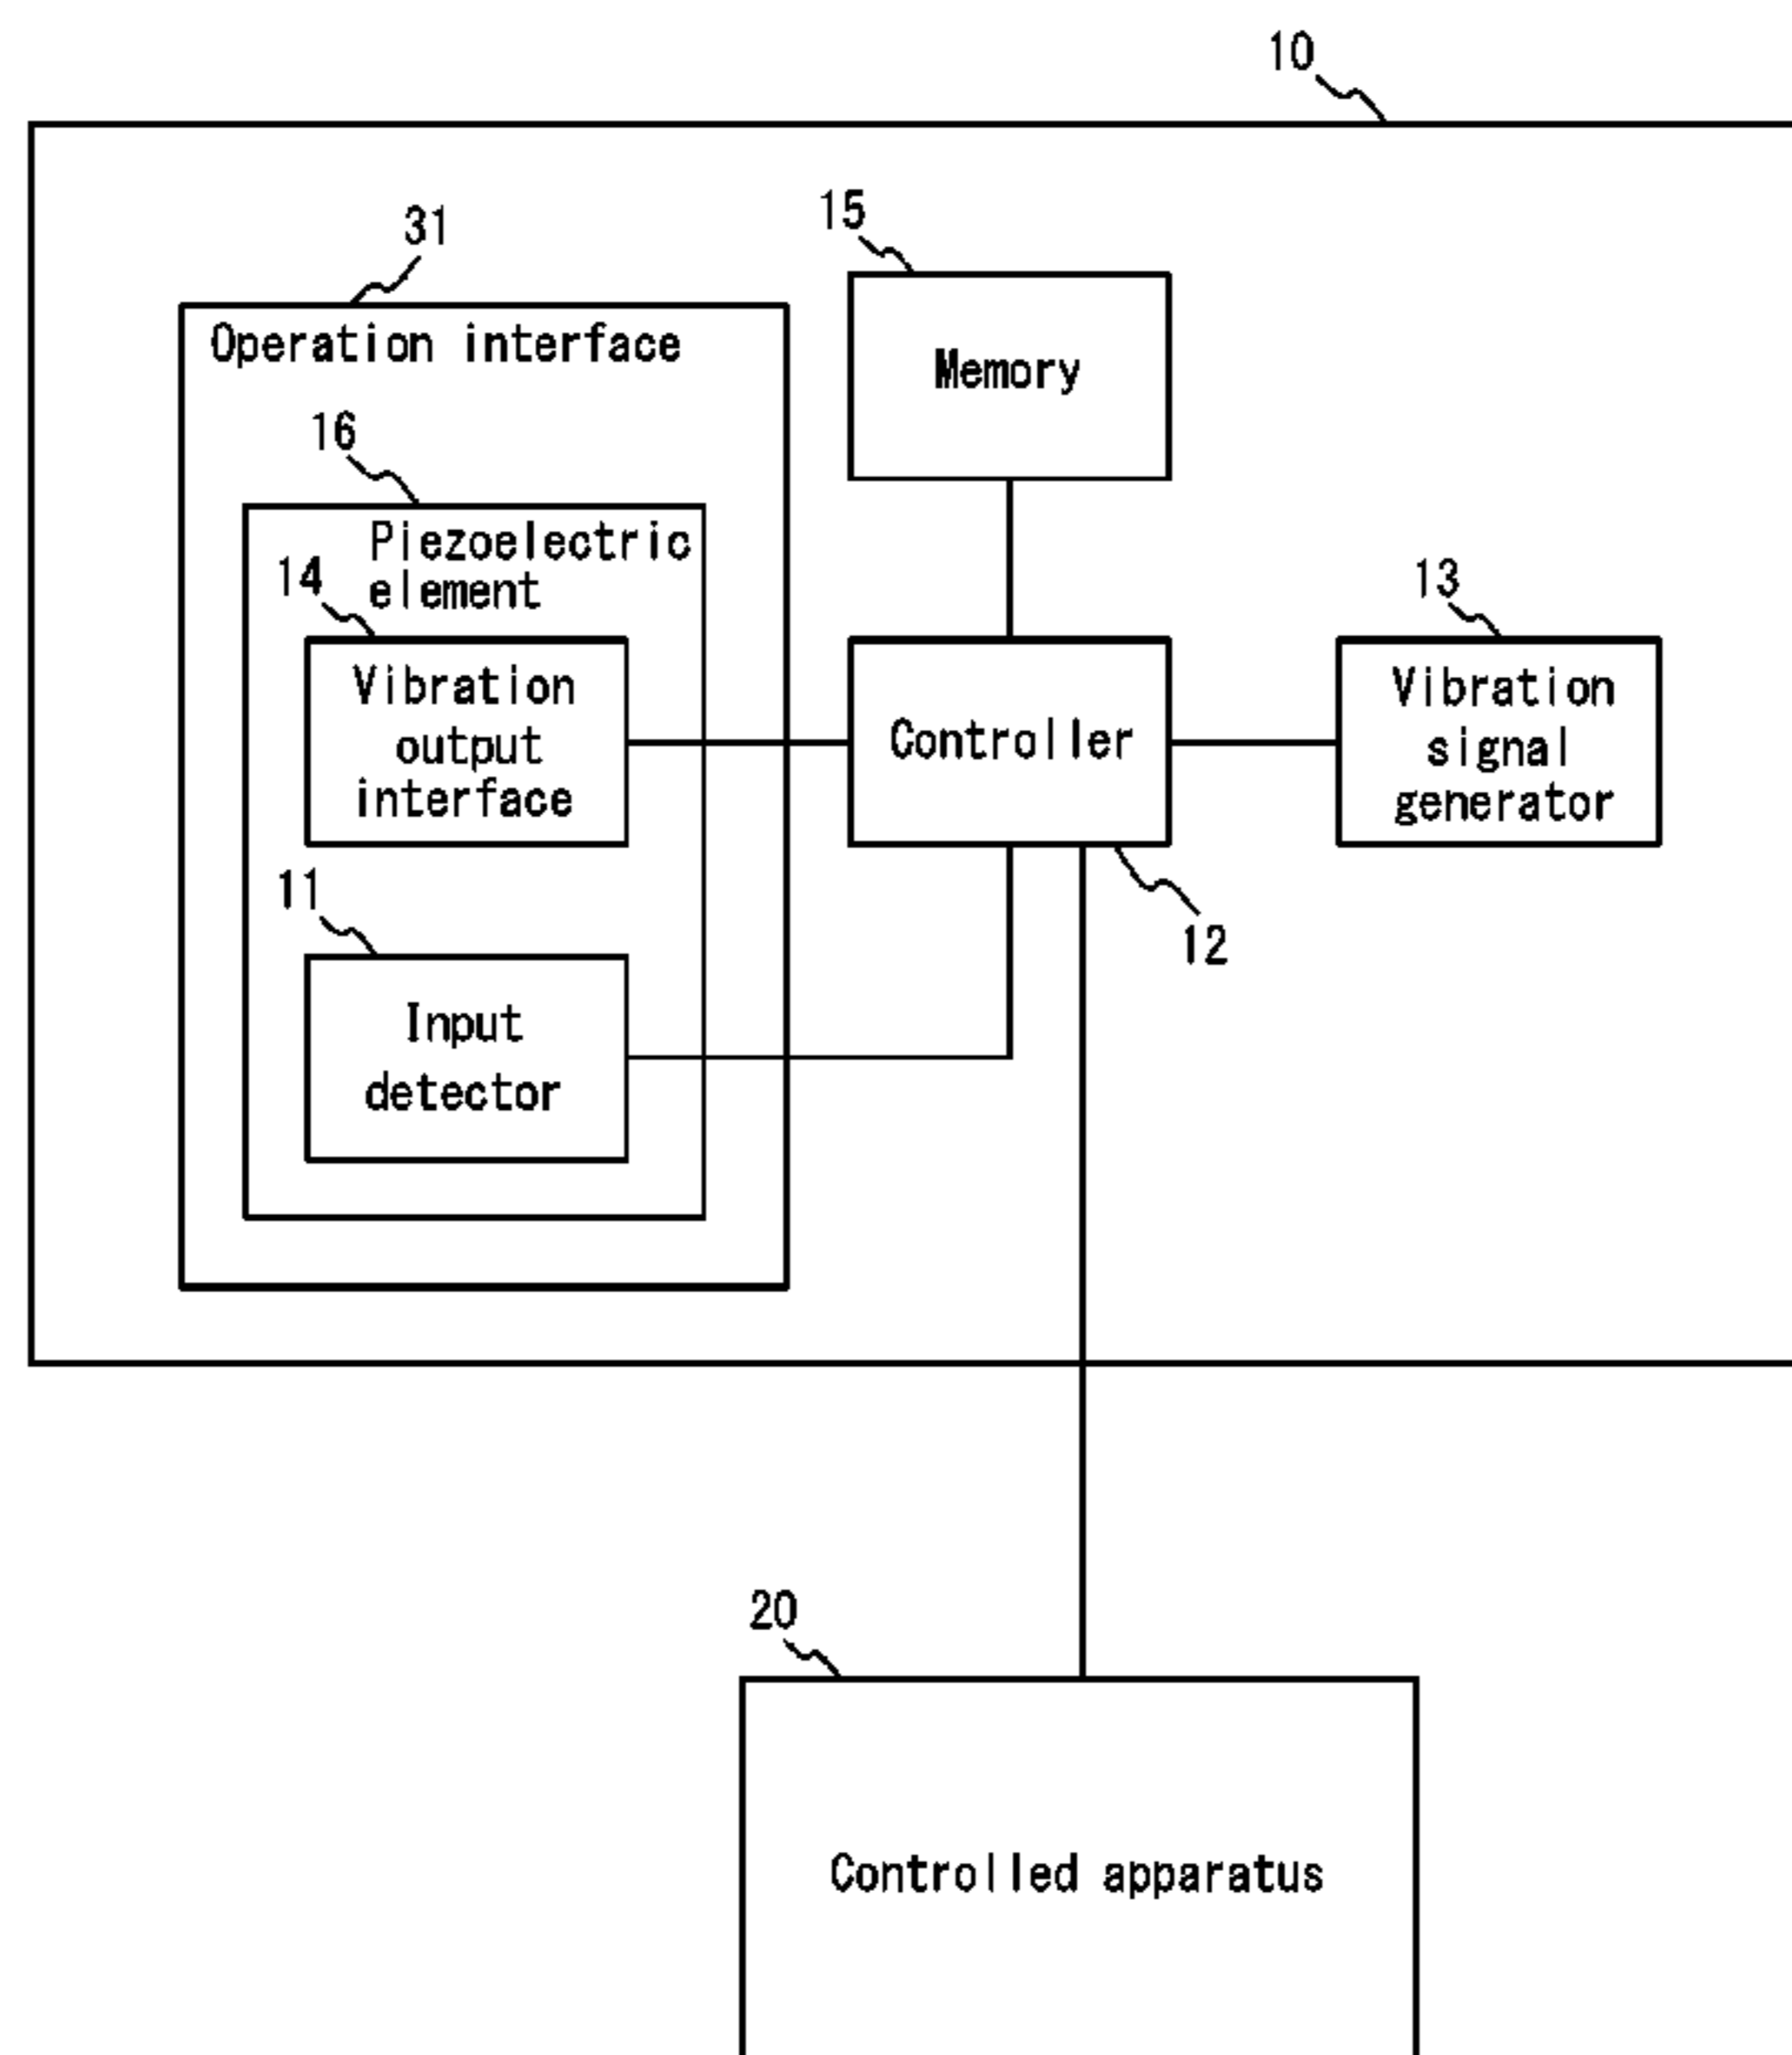 10
31
15
Operation interface
Memory
16
Piezoelectric
element
14
13
Vibration
output
interface
Controller
Vibration
signal
generator
11
12
Input
detector
20
Controlled apparatus